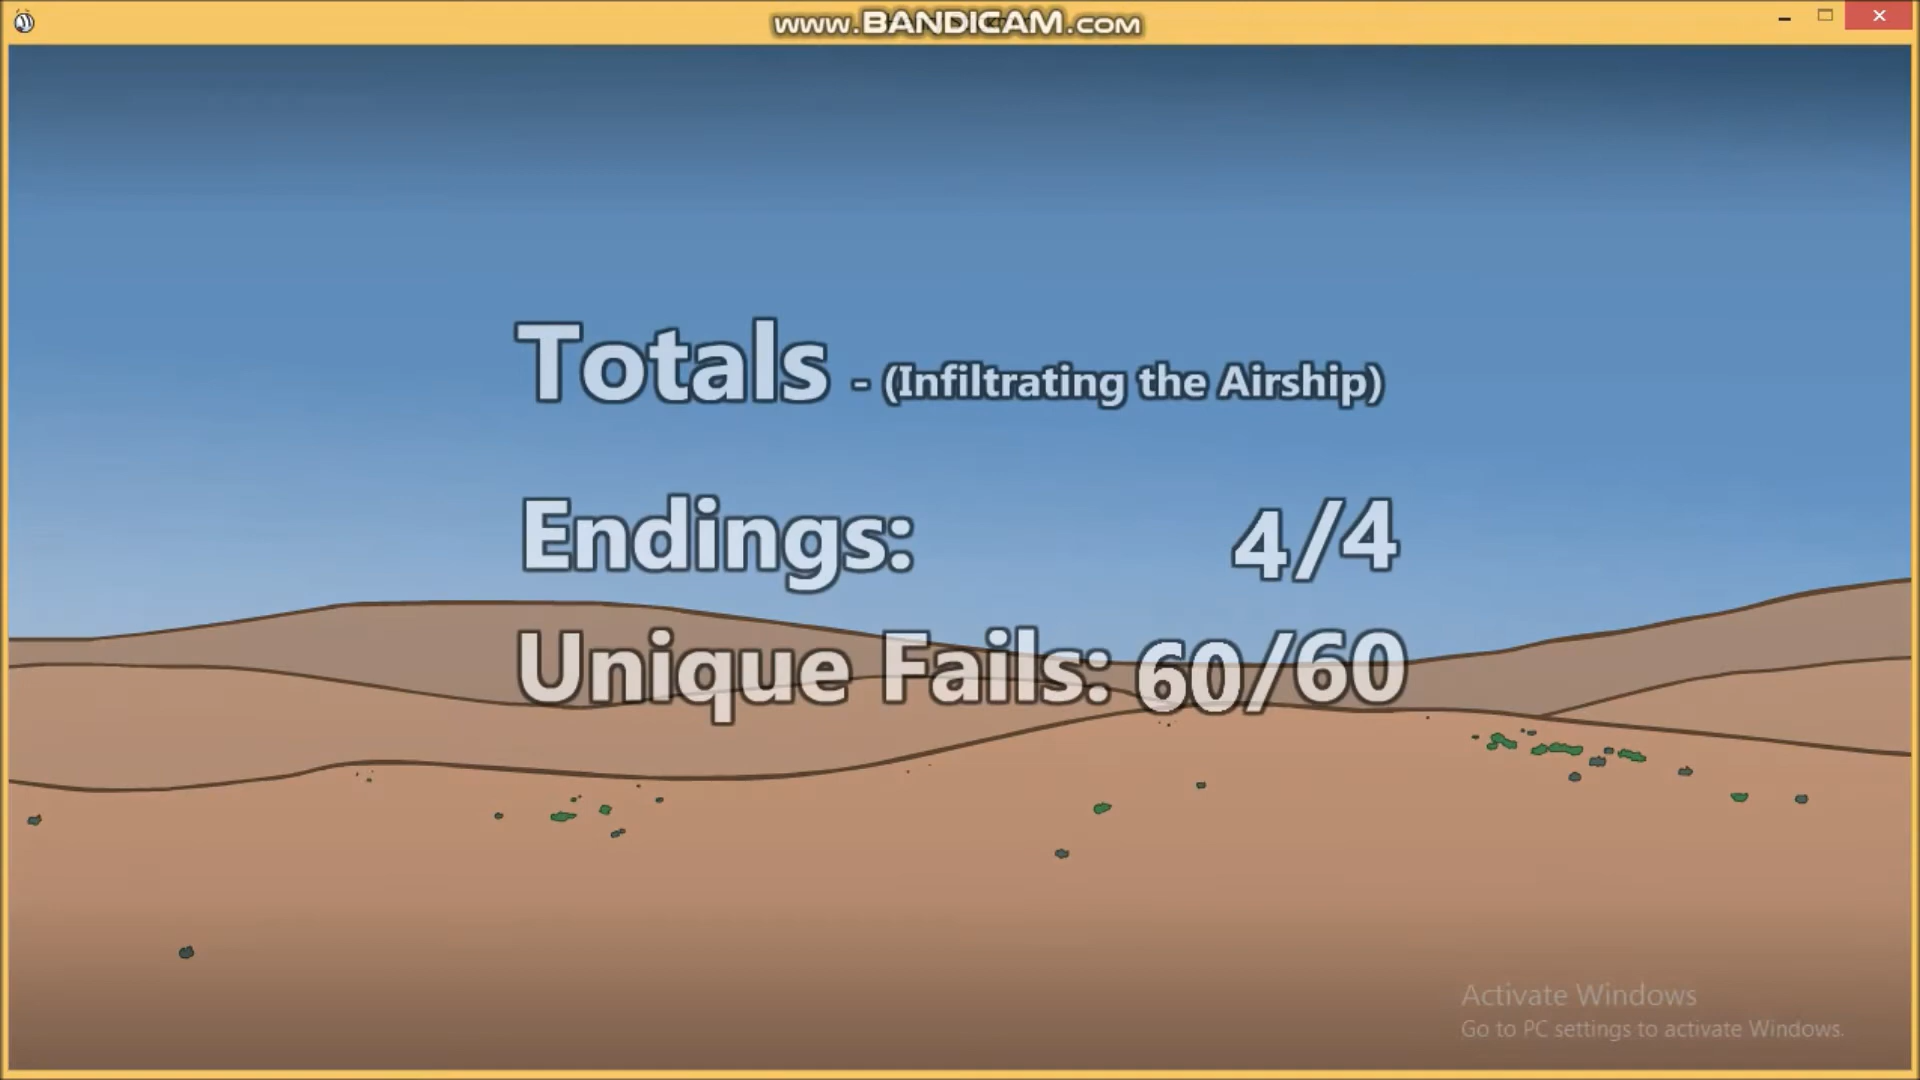 www.BANDICAM.com
Totals - (Infiltrating the Airship)
Endings: 4/4
Unique Fails: 60/60
Activate Windows
Go to PC settings to activate Windows.